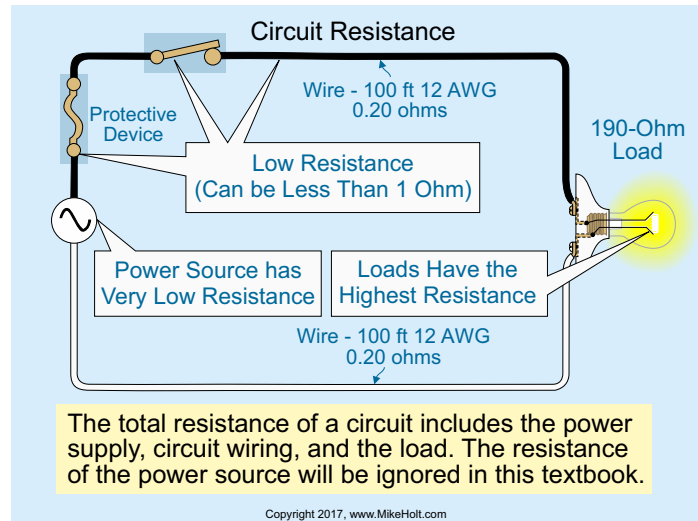 Circuit Resistance
Wire - 100 ft 12 AWG
0.20 ohms
Protective
Device
190-Ohm
Load
Low Resistance
(Can be Less Than 1 Ohm)
Power Source has
Very Low Resistance
Loads Have the
Highest Resistance
Wire - 100 ft 12 AWG
0.20 ohms
The total resistance of a circuit includes the power
supply, circuit wiring, and the load. The resistance
of the power source will be ignored in this textbook.
Copyright 2017, www.MikeHolt.com